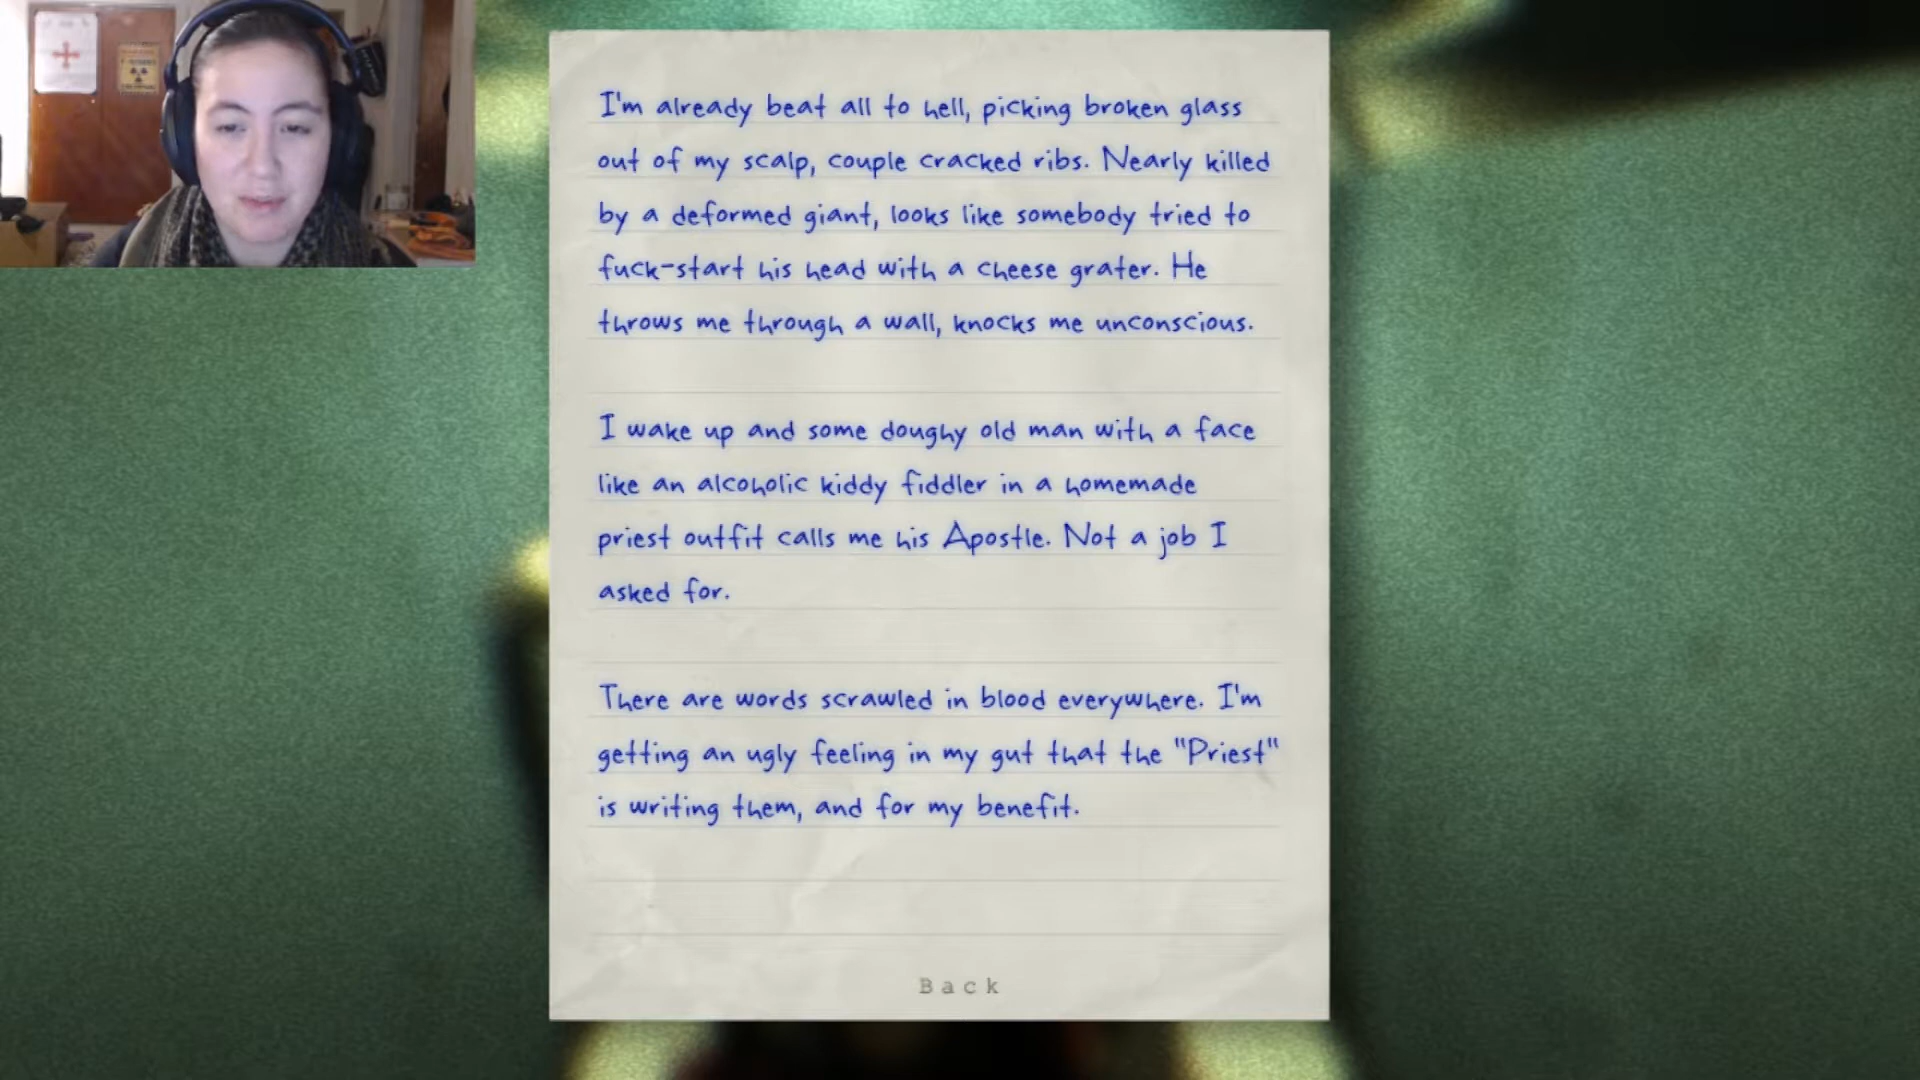 I'm already beat all to hell, picking broken glass
out of my scalp, couple cracked ribs. Nearly killed
by a deformed giant, looks like somebody tried to
fuck-start his head with a cheese grater. He
throws me through a wall, knocks me unconscious.
I wake up and some doughy old man with a face
like an alcoholic kiddy fiddler in a homemade
priest outfit calls me his Apostle. Not a job I
asked for.
There are words scrawled in blood everywhere. I'm
getting an ugly feeling in my gut that the "Priest"
is writing them, and for my benefit.
Back